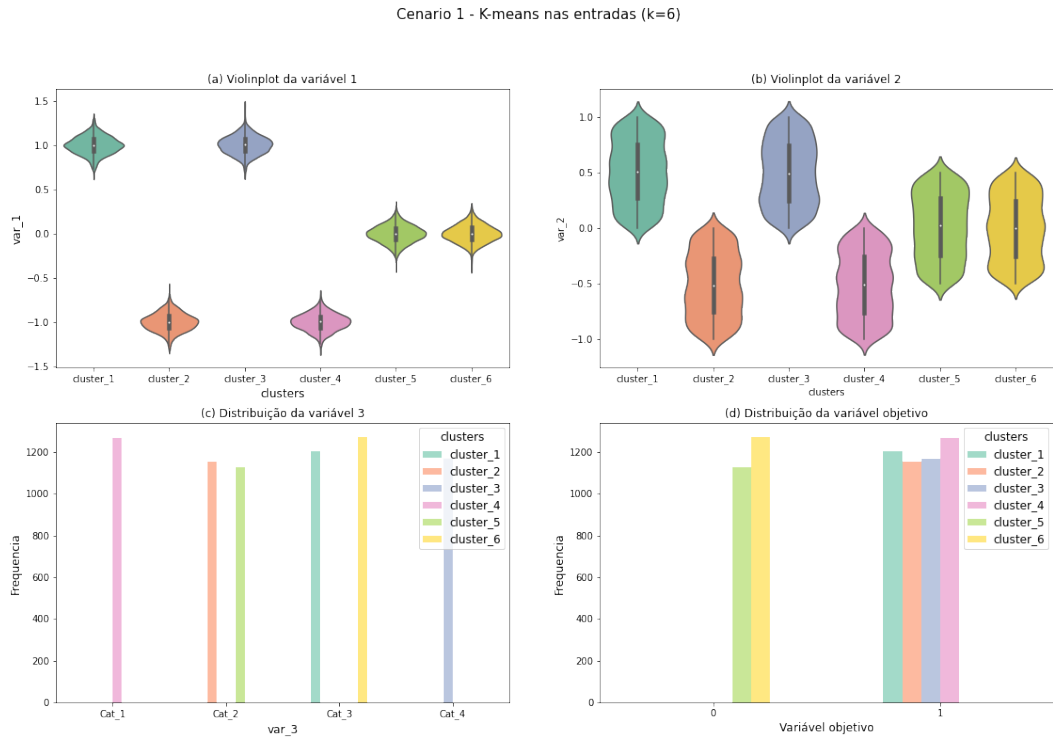 Cenario 1 - K-means nas entradas (k=6)
(a) Violinplot da variável 1
1.5
1.0
0.5
0.0
−0.5
−1.0
−1.5
var_1
cluster_1 cluster_2 cluster_3 cluster_4 cluster_5 cluster_6
clusters
(b) Violinplot da variável 2
1.0
0.5
0.0
−0.5
−1.0
var_2
cluster_1 cluster_2 cluster_3 cluster_4 cluster_5 cluster_6
clusters
(c) Distribuição da variável 3
1200
1000
800
600
400
200
0
Frequencia
clusters
cluster_1
cluster_2
cluster_3
cluster_4
cluster_5
cluster_6
Cat_1 Cat_2 Cat_3 Cat_4
var_3
(d) Distribuição da variável objetivo
1200
1000
800
600
400
200
0
Frequencia
clusters
cluster_1
cluster_2
cluster_3
cluster_4
cluster_5
cluster_6
0 1
Variável objetivo